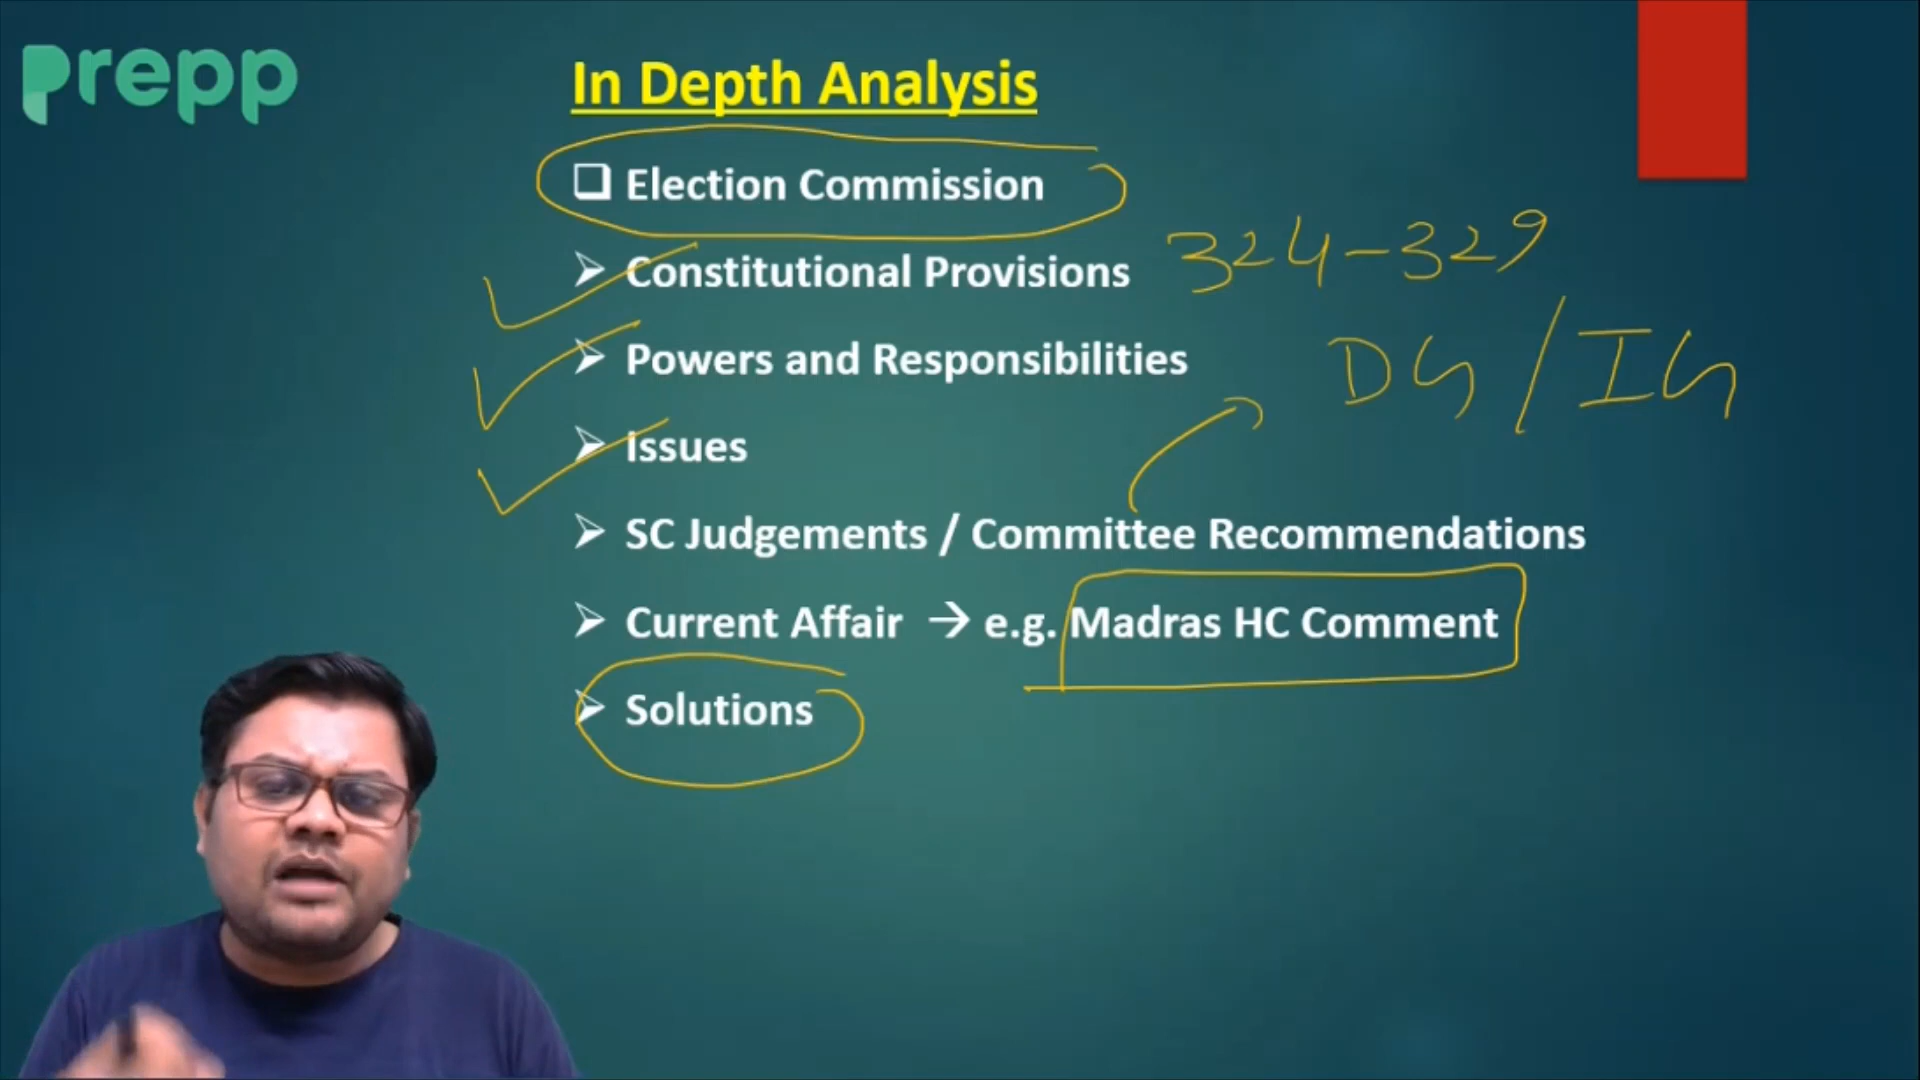 prepp
In Depth Analysis
Election Commission
Constitutional Provisions 324-329
Powers and Responsibilities DG/IG
Issues
SC Judgements / Committee Recommendations
Current Affair → e.g. Madras HC Comment
Solutions